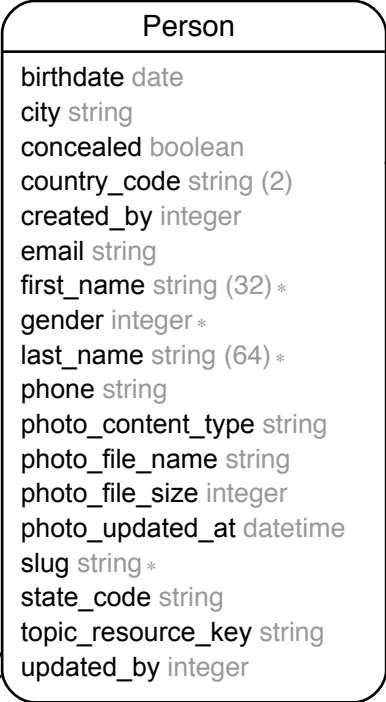 Person
birthdate date
city string
concealed boolean
country_code string (2)
created_by integer
email string
first_name string (32) *
gender integer *
last_name string (64) *
phone string
photo_content_type string
photo_file_name string
photo_file_size integer
photo_updated_at datetime
slug string *
state_code string
topic_resource_key string
updated_by integer